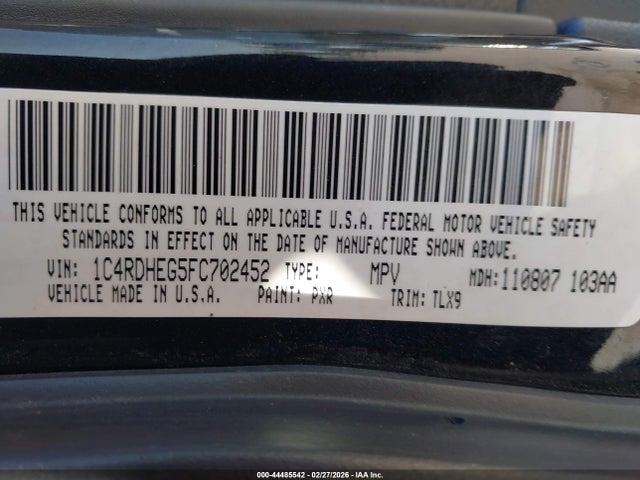 THIS VEHICLE CONFORMS TO ALL APPLICABLE U.S.A. FEDERAL MOTOR VEHICLE SAFETY
STANDARDS IN EFFECT ON THE DATE OF MANUFACTURE SHOWN ABOVE.
VIN: 1C4RDHEG5FC702452 TYPE: MPV MDH:110807 103AA
VEHICLE MADE IN U.S.A. PAINT: PXR TRIM: TLX9
000-44485542 - 02/27/2026 - IAA Inc.